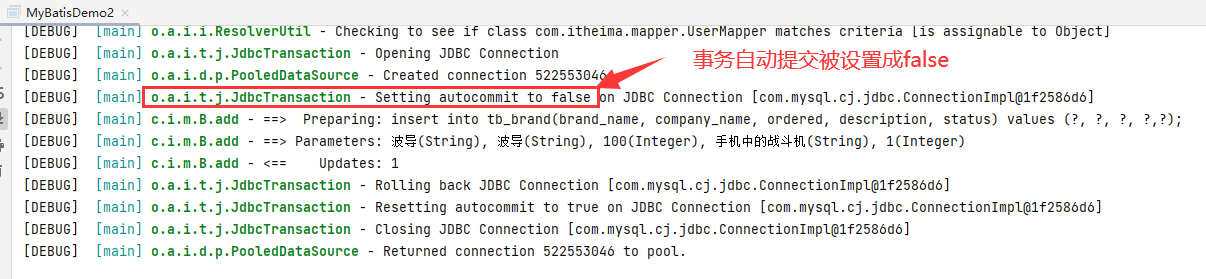 MyBatisDemo2 ×
[DEBUG] [main] o.a.i.i.ResolverUtil - Checking to see if class com.itheima.mapper.UserMapper matches criteria [is assignable to Object]
[DEBUG] [main] o.a.i.t.j.JdbcTransaction - Opening JDBC Connection
[DEBUG] [main] o.a.i.d.p.PooledDataSource - Created connection 522553046.
事务自动提交被设置成false
[DEBUG] [main] o.a.i.t.j.JdbcTransaction - Setting autocommit to false on JDBC Connection [com.mysql.cj.jdbc.ConnectionImpl@1f2586d6]
[DEBUG] [main] c.i.m.B.add - ==>  Preparing: insert into tb_brand(brand_name, company_name, ordered, description, status) values (?, ?, ?, ?,?);
[DEBUG] [main] c.i.m.B.add - ==> Parameters: 波导(String), 波导(String), 100(Integer), 手机中的战斗机(String), 1(Integer)
[DEBUG] [main] c.i.m.B.add - <==    Updates: 1
[DEBUG] [main] o.a.i.t.j.JdbcTransaction - Rolling back JDBC Connection [com.mysql.cj.jdbc.ConnectionImpl@1f2586d6]
[DEBUG] [main] o.a.i.t.j.JdbcTransaction - Resetting autocommit to true on JDBC Connection [com.mysql.cj.jdbc.ConnectionImpl@1f2586d6]
[DEBUG] [main] o.a.i.t.j.JdbcTransaction - Closing JDBC Connection [com.mysql.cj.jdbc.ConnectionImpl@1f2586d6]
[DEBUG] [main] o.a.i.d.p.PooledDataSource - Returned connection 522553046 to pool.